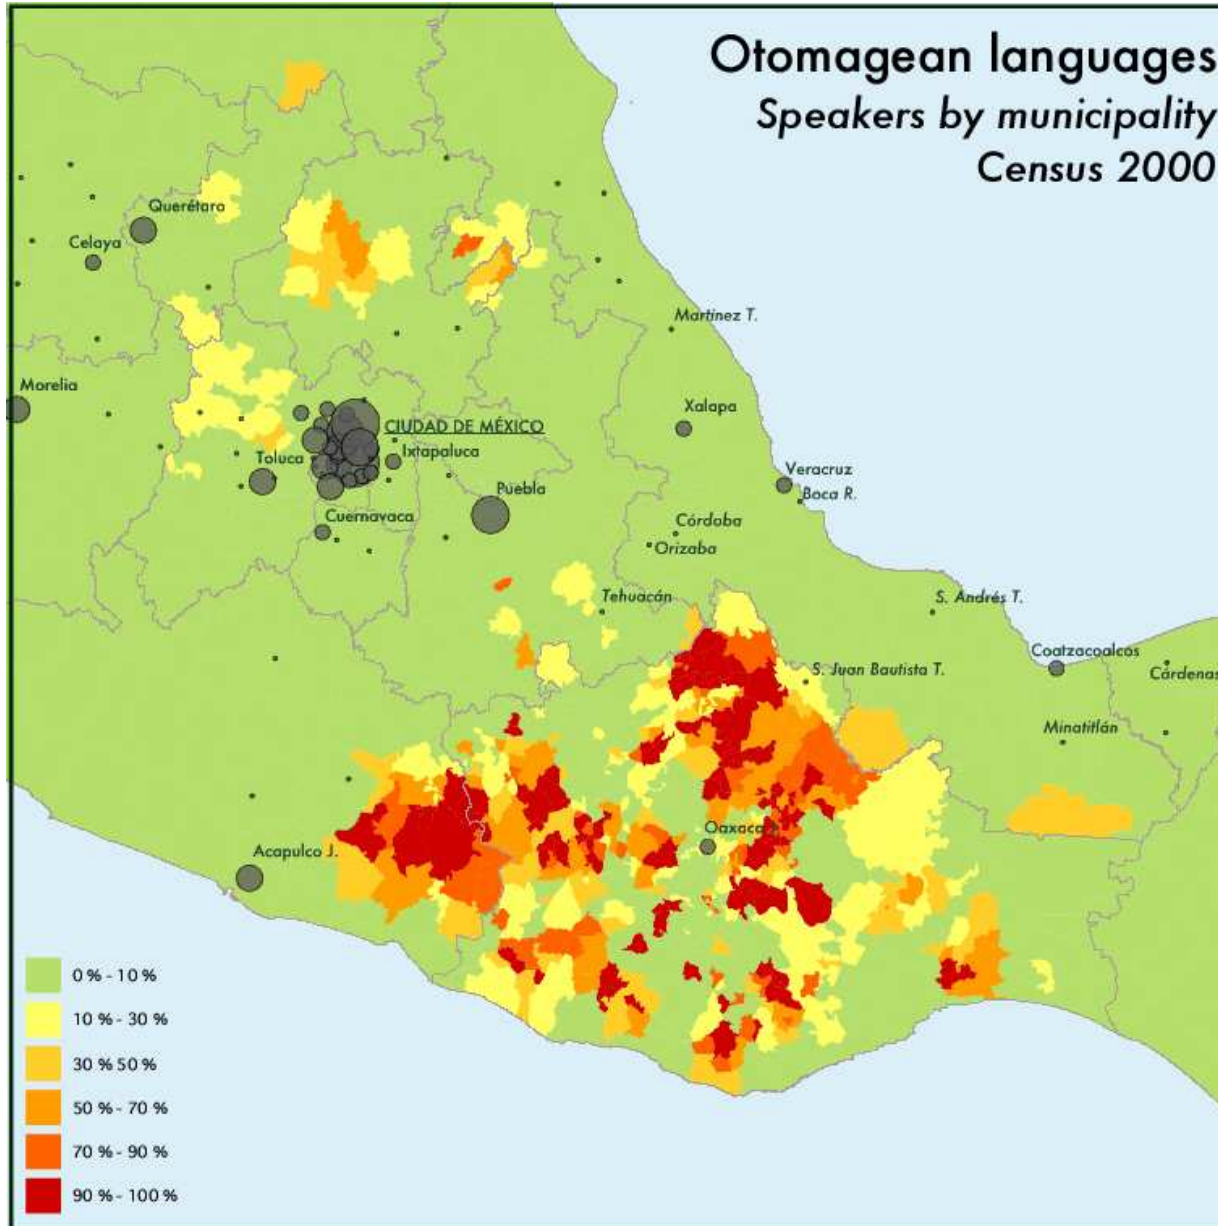 Otomagean languages
Speakers by municipality
Census 2000
Querétaro
Celaya
Martínez T.
Morelia
Xalapa
CIUDAD DE MÉXICO
Ixtapaluca
Toluca
Veracruz
Puebla
Boca R.
Cuernavaca
Córdoba
Orizaba
Tehuacán
S. Andrés T.
Coatzacoalcos
S. Juan Bautista T.
Cárdenas
Minatitlán
Oaxaca
Acapulco J.
0 % - 10 %
10 % - 30 %
30 % 50 %
50 % - 70 %
70 % - 90 %
90 % - 100 %